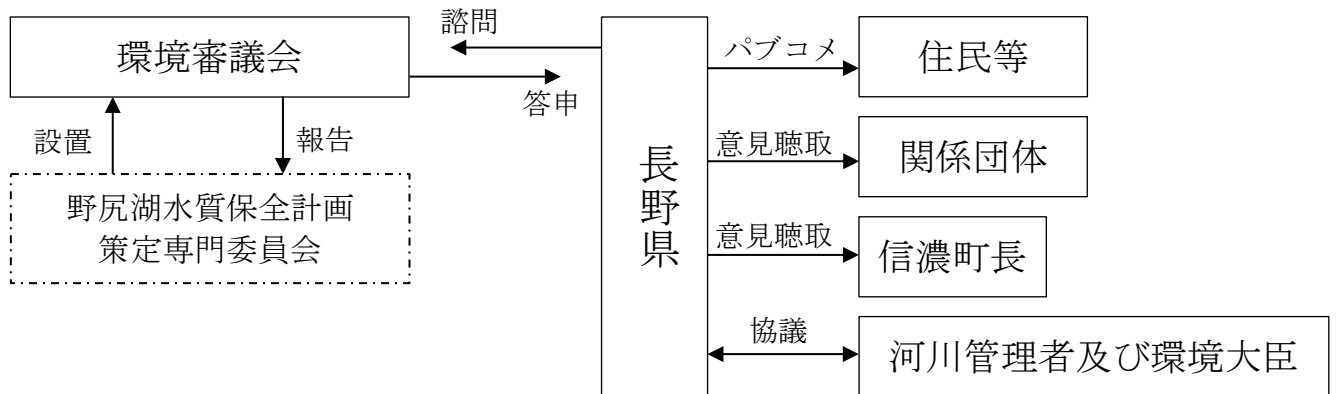 環境審議会
諮問
答申
設置
報告
野尻湖水質保全計画
策定専門委員会
長野県
パブコメ
住民等
意見聴取
関係団体
意見聴取
信濃町長
協議
河川管理者及び環境大臣